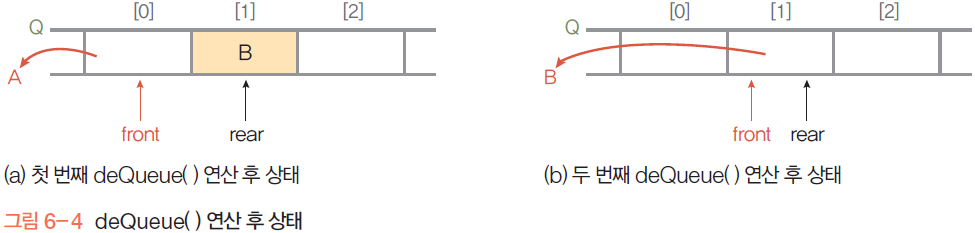 [0] [1] [2]
Q
B
A
front rear
(a) 첫 번째 deQueue( ) 연산 후 상태
[0] [1] [2]
Q
B
front rear
(b) 두 번째 deQueue( ) 연산 후 상태
그림 6-4 deQueue( ) 연산 후 상태